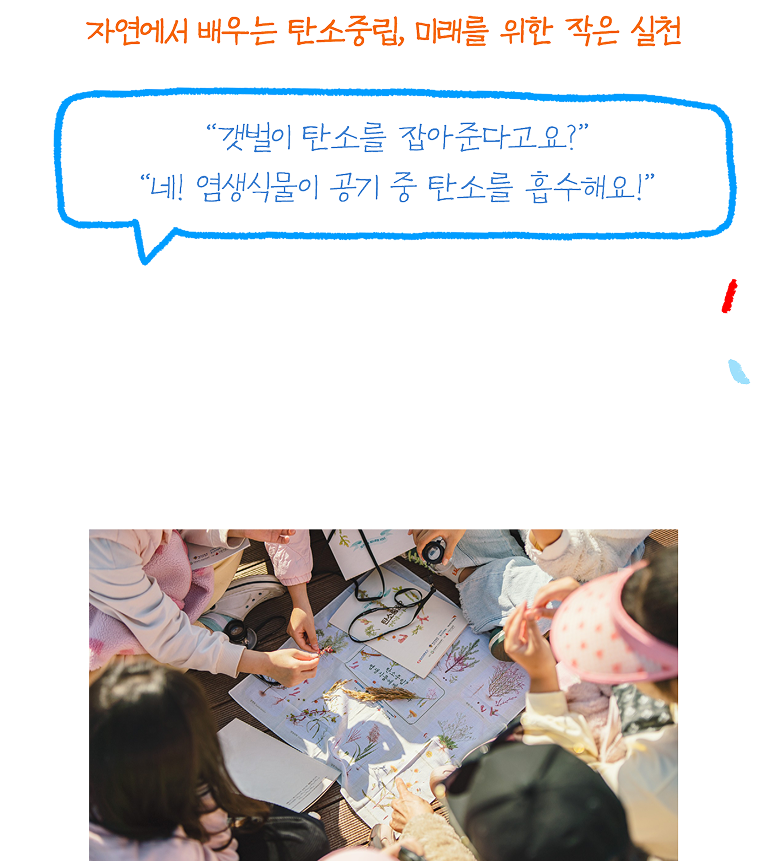 자연에서 배우는 탄소중립, 미래를 위한 작은 실천
“갯벌이 탄소를 잡아준다고요?”
“네! 염생식물이 공기 중 탄소를 흡수해요!”